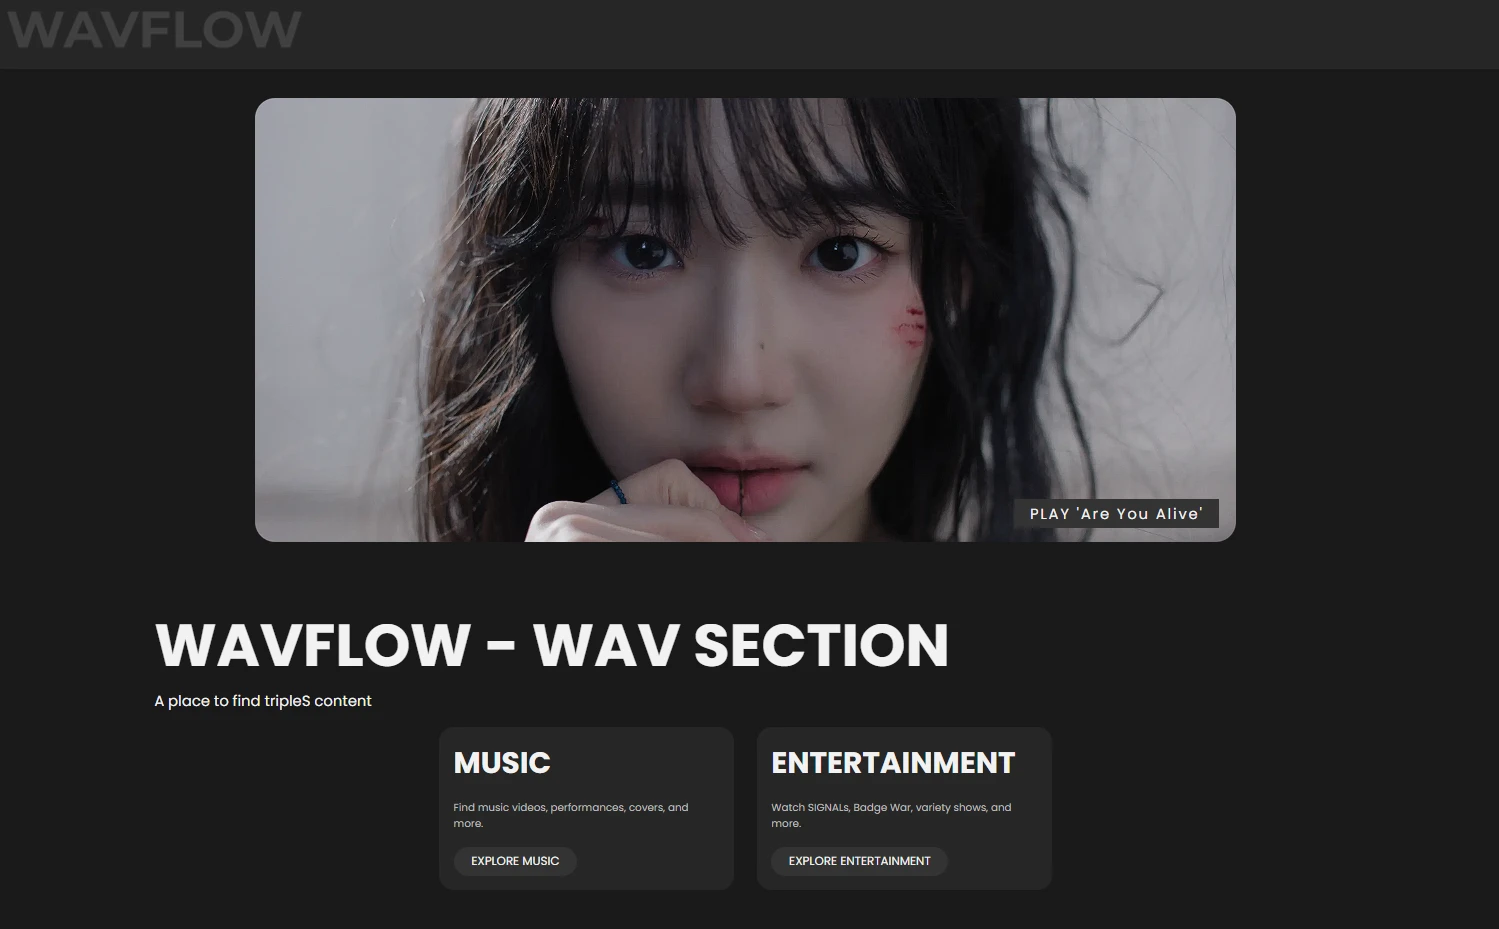 WAVFLOW
PLAY 'Are You Alive'
WAVFLOW - WAV SECTION
A place to find tripleS content
MUSIC
Find music videos, performances, covers, and
more.
EXPLORE MUSIC
ENTERTAINMENT
Watch SIGNALs, Badge War, variety shows, and
more.
EXPLORE ENTERTAINMENT